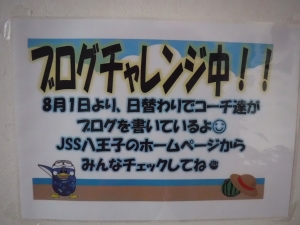 ブログチャレンジ中！！
8月1日より、日替わりでコーチ達が
ブログを書いているよ☺
JSS八王子のホームページから
みんなチェックしてね